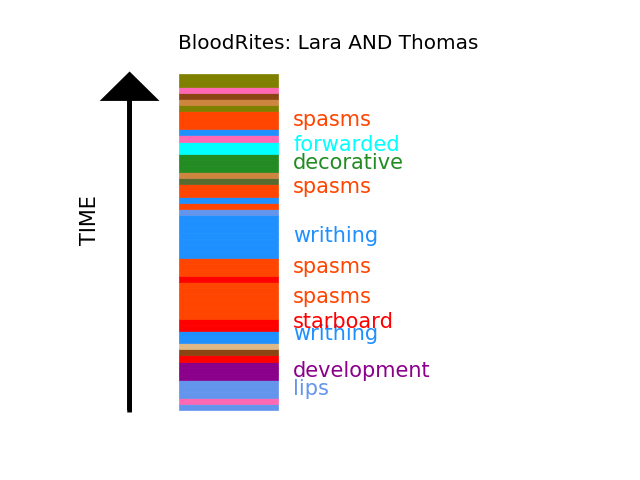 BloodRites: Lara AND Thomas
TIME
spasms
forwarded
decorative
spasms
writhing
spasms
spasms
starboard
writhing
development
lips